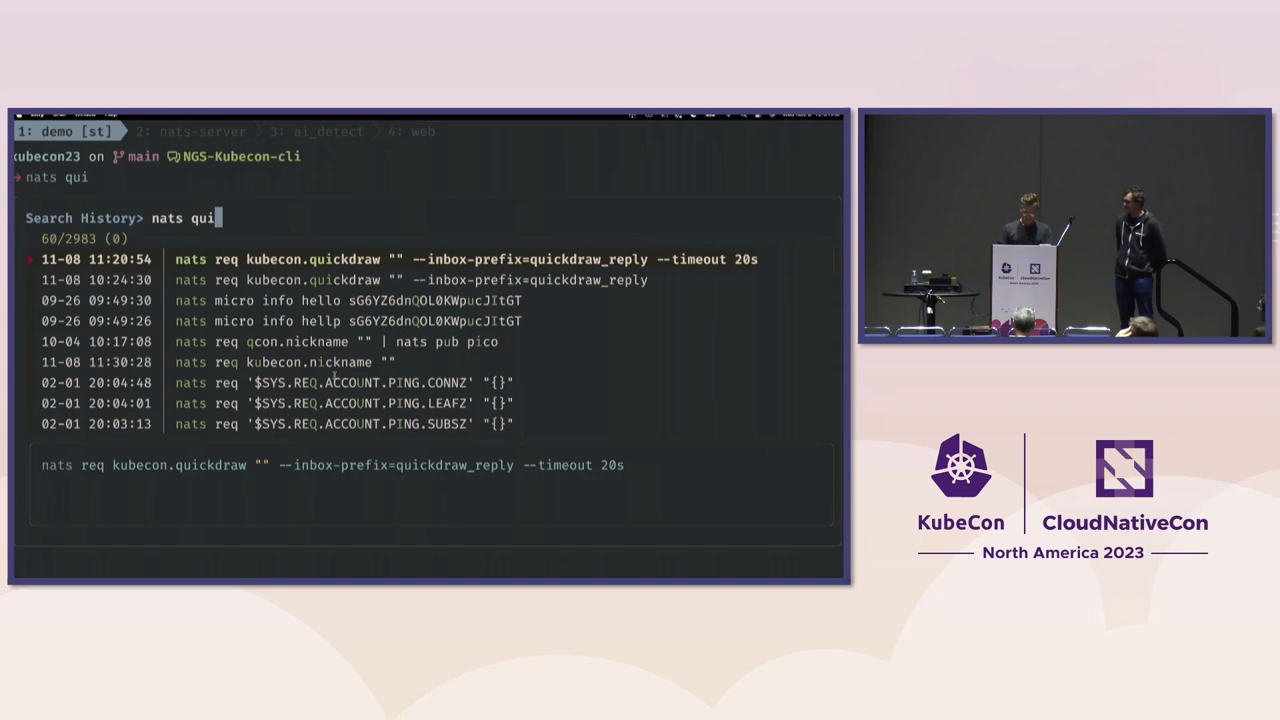 1: demo [st] 2: nats-server 3: ai_detect 4: web
kubecon23 on main NGS-Kubecon-cli
nats qui
Search History> nats qui
60/2983 (0)
11-08 11:20:54 nats req kubecon.quickdraw "" --inbox-prefix=quickdraw_reply --timeout 20s
11-08 10:24:30 nats req kubecon.quickdraw "" --inbox-prefix=quickdraw_reply
09-26 09:49:30 nats micro info hello sG6YZ6dnQOL0KWpucJItGT
09-26 09:49:26 nats micro info hellp sG6YZ6dnQOL0KWpucJItGT
10-04 10:17:08 nats req qcon.nickname "" | nats pub pico
11-08 11:30:28 nats req kubecon.nickname ""
02-01 20:04:48 nats req '$SYS.REQ.ACCOUNT.PING.CONNZ' "{}"
02-01 20:04:01 nats req '$SYS.REQ.ACCOUNT.PING.LEAFZ' "{}"
02-01 20:03:13 nats req '$SYS.REQ.ACCOUNT.PING.SUBSZ' "{}"
nats req kubecon.quickdraw "" --inbox-prefix=quickdraw_reply --timeout 20s
KubeCon CloudNativeCon
North America 2023